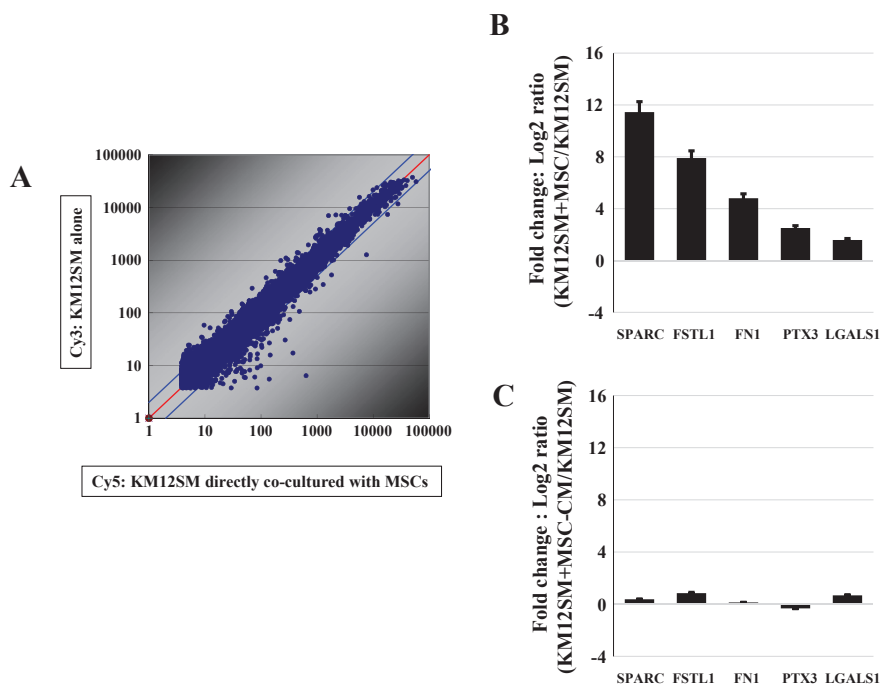 A
Cy3: KM12SM alone
100000
10000
1000
100
10
1
1 10 100 1000 10000 100000
Cy5: KM12SM directly co-cultured with MSCs
B
Fold change: Log2 ratio
(KM12SM+MSC/KM12SM)
16
12
8
4
0
-4
SPARC FSTL1 FN1 PTX3 LGALS1
C
Fold change : Log2 ratio
(KM12SM+MSC-CM/KM12SM)
16
12
8
4
0
-4
SPARC FSTL1 FN1 PTX3 LGALS1